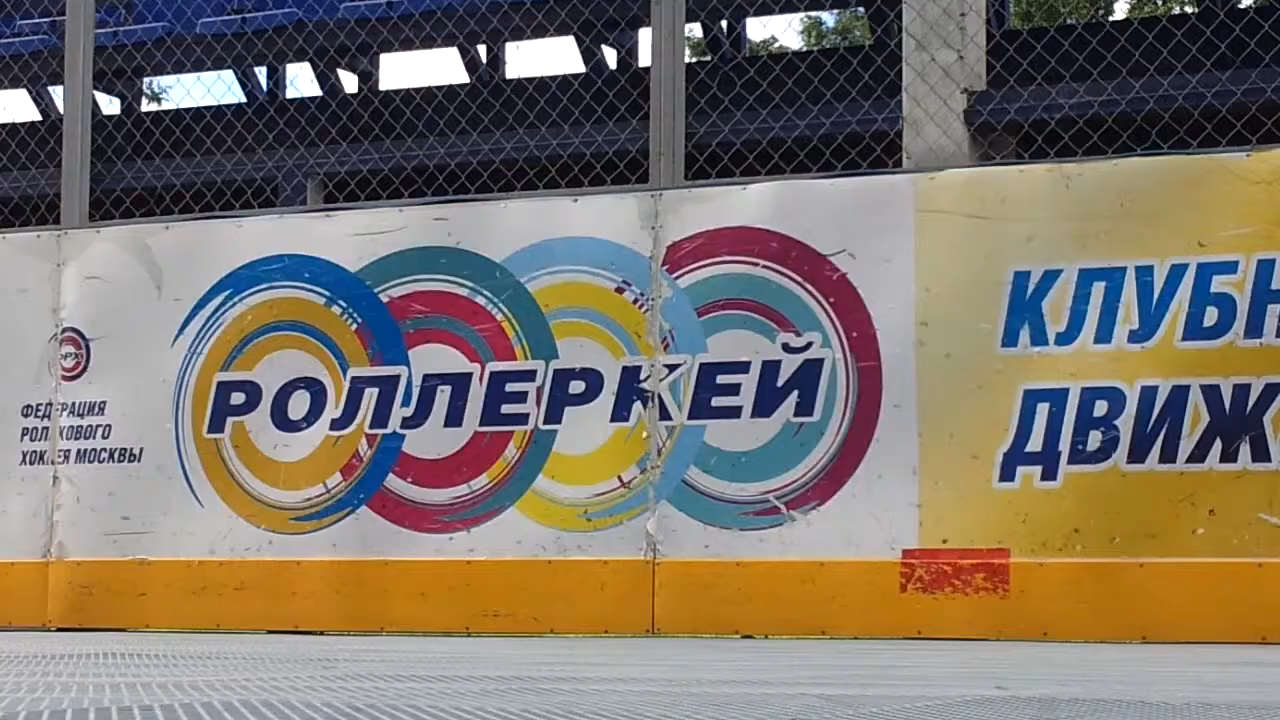 ФРХ
ФЕДЕРАЦИЯ
РОЛИКОВОГО
ХОККЕЯ МОСКВЫ
РОЛЛЕРКЕЙ
КЛУБН
ДВИЖ